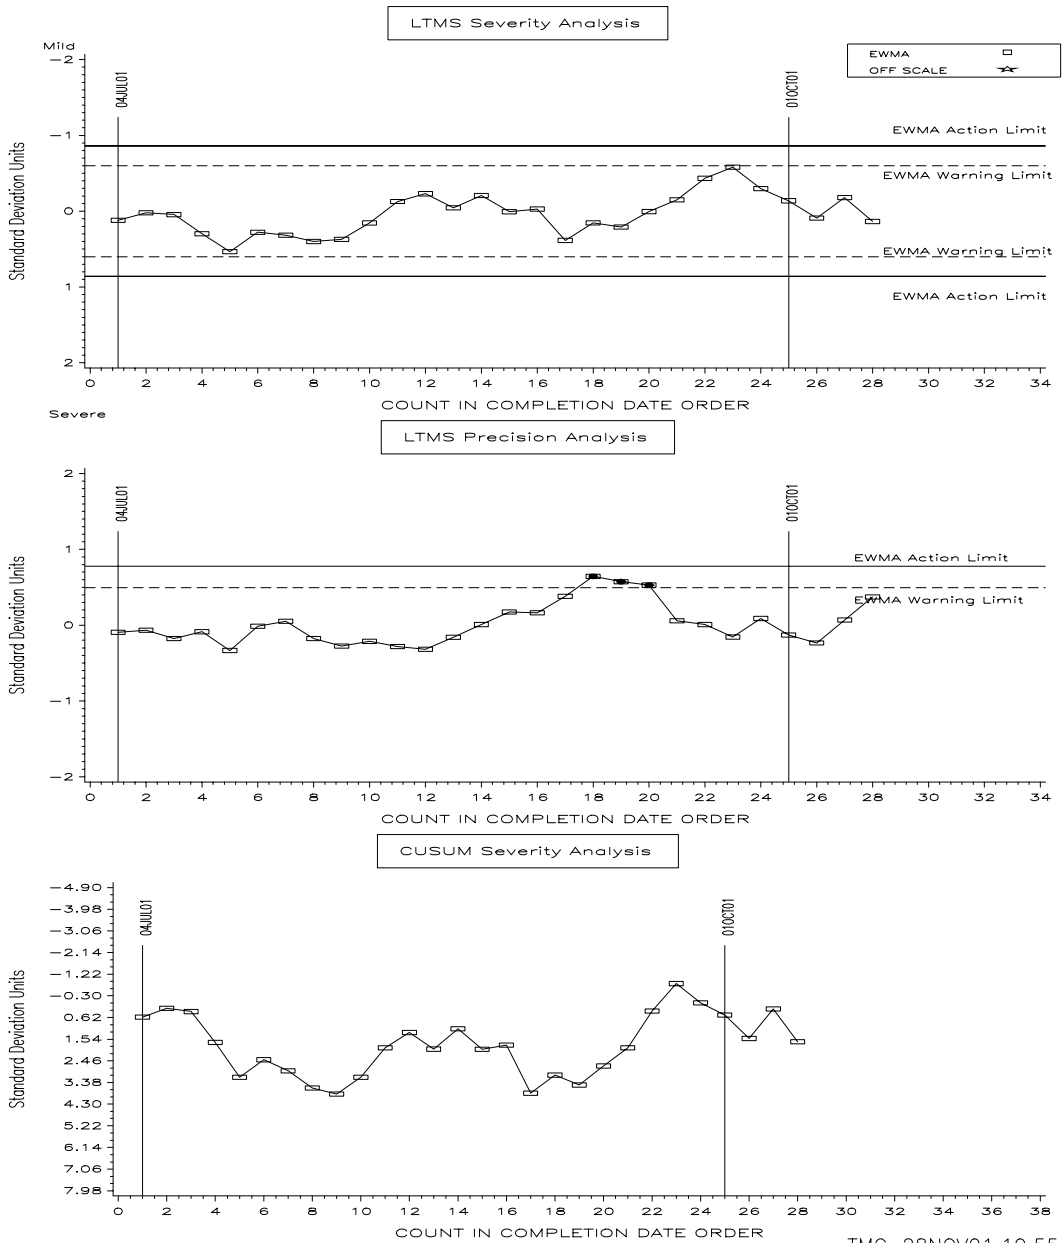 LTMS Severity Analysis
Mild
EWMA
OFF SCALE
-2
-1
0
1
2
Standard Deviation Units
04JUL01
01OCT01
EWMA Action Limit
EWMA Warning Limit
EWMA Warning Limit
EWMA Action Limit
0 2 4 6 8 10 12 14 16 18 20 22 24 26 28 30 32 34
COUNT IN COMPLETION DATE ORDER
Severe
LTMS Precision Analysis
2
1
0
-1
-2
Standard Deviation Units
04JUL01
01OCT01
EWMA Action Limit
EWMA Warning Limit
0 2 4 6 8 10 12 14 16 18 20 22 24 26 28 30 32 34
COUNT IN COMPLETION DATE ORDER
CUSUM Severity Analysis
-4.90
-3.98
-3.06
-2.14
-1.22
-0.30
0.62
1.54
2.46
3.38
4.30
5.22
6.14
7.06
7.98
Standard Deviation Units
04JUL01
01OCT01
0 2 4 6 8 10 12 14 16 18 20 22 24 26 28 30 32 34 36 38
COUNT IN COMPLETION DATE ORDER